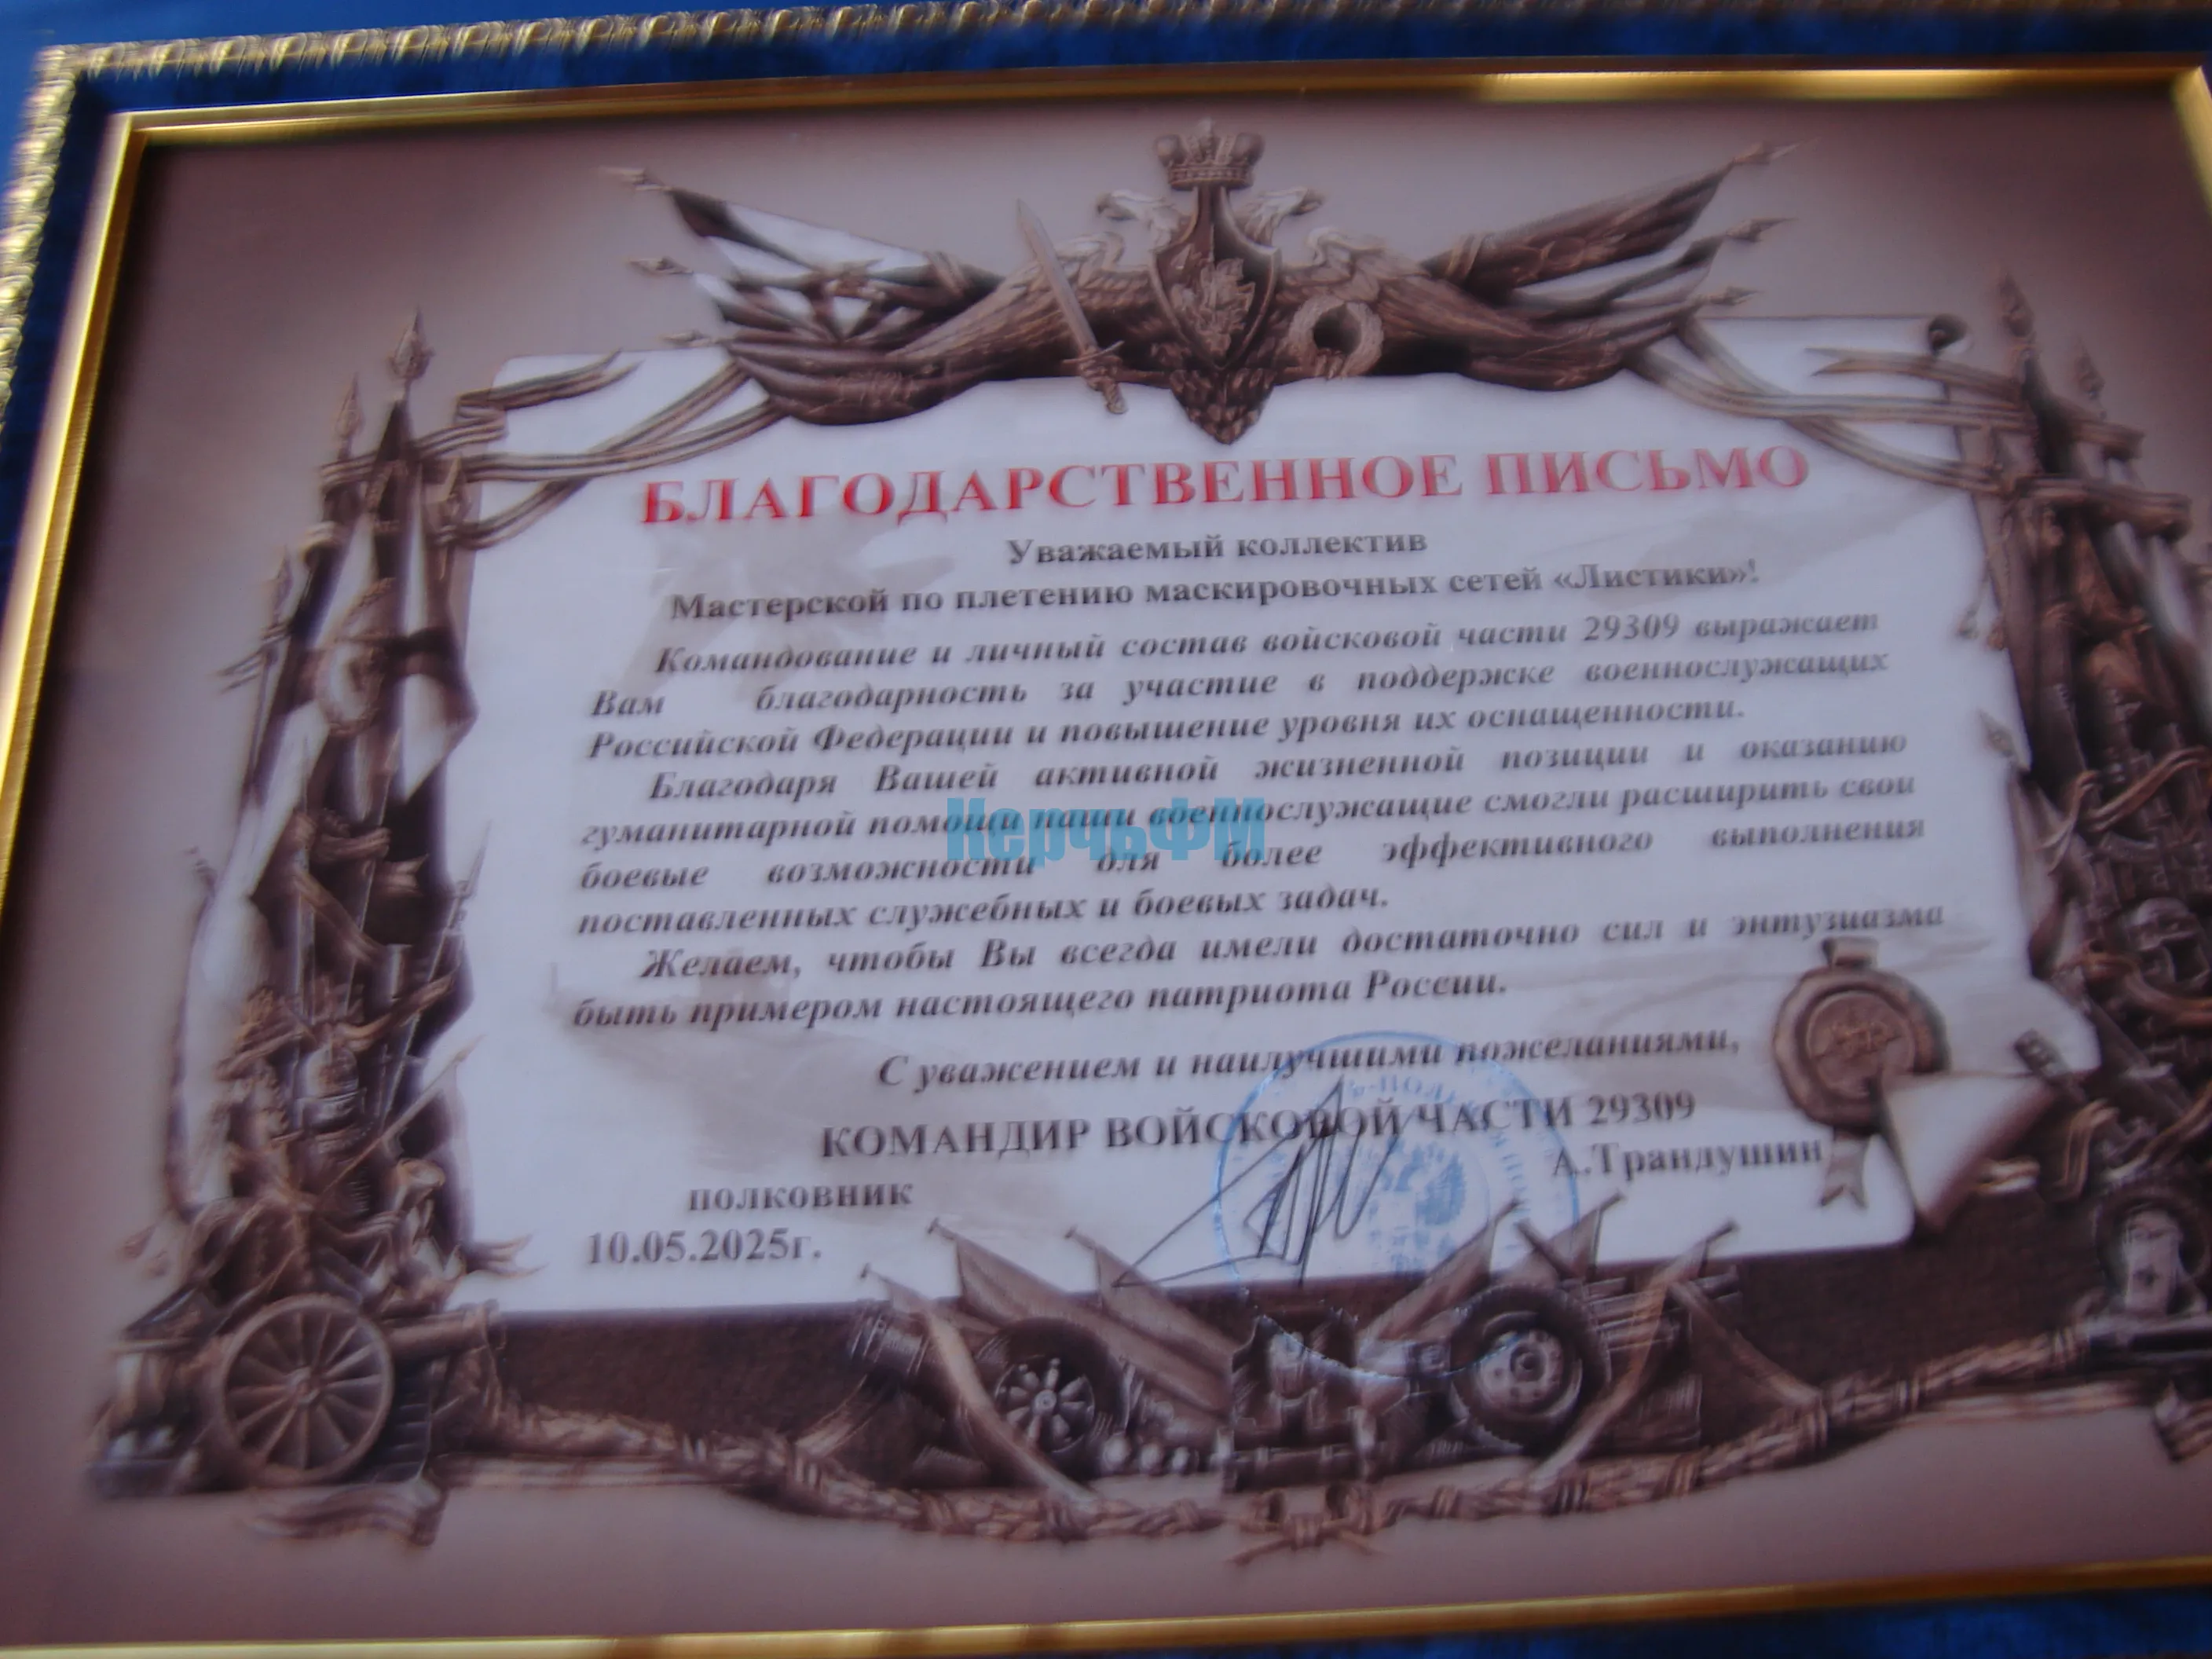 БЛАГОДАРСТВЕННОЕ ПИСЬМО
Уважаемый коллектив
Мастерской по плетению маскировочных сетей «Листики»!
Командование и личный состав войсковой части 29309 выражает
Вам благодарность за участие в поддержке военнослужащих
Российской Федерации и повышение уровня их оснащенности.
Благодаря Вашей активной жизненной позиции и оказанию
гуманитарной помощи наши военнослужащие смогли расширить свои
КерчьФМ
боевые возможности для более эффективного выполнения
поставленных служебных и боевых задач.
Желаем, чтобы Вы всегда имели достаточно сил и энтузиазма
быть примером настоящего патриота России.
С уважением и наилучшими пожеланиями,
КОМАНДИР ВОЙСКОВОЙ ЧАСТИ 29309
полковник А.Трандушин
10.05.2025г.